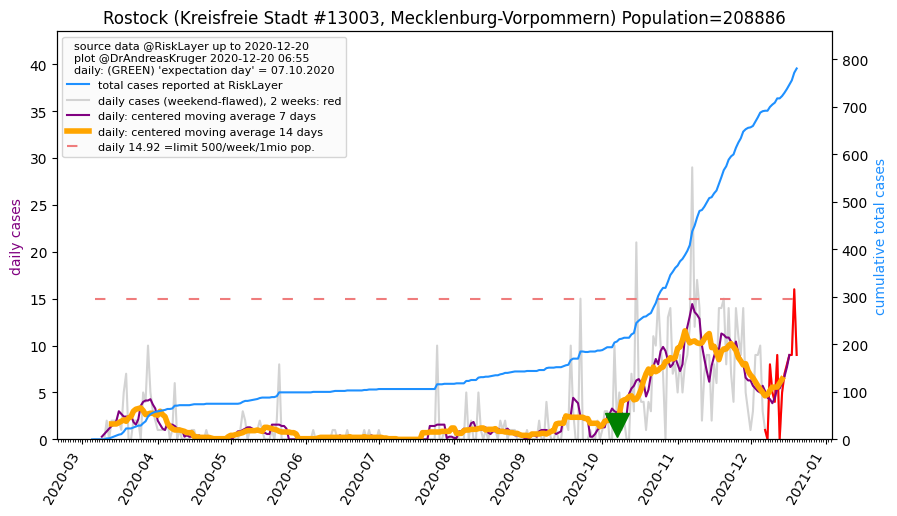 Rostock (Kreisfreie Stadt #13003, Mecklenburg-Vorpommern) Population=208886
source data @RiskLayer up to 2020-12-20
plot @DrAndreasKruger 2020-12-20 06:55
daily: (GREEN) 'expectation day' = 07.10.2020
total cases reported at RiskLayer
daily cases (weekend-flawed), 2 weeks: red
daily: centered moving average 7 days
daily: centered moving average 14 days
daily 14.92 =limit 500/week/1mio pop.
daily cases
40
35
30
25
20
15
10
5
0
800
700
600
500
400
300
200
100
0
cumulative total cases
2020-03
2020-04
2020-05
2020-06
2020-07
2020-08
2020-09
2020-10
2020-11
2020-12
2021-01